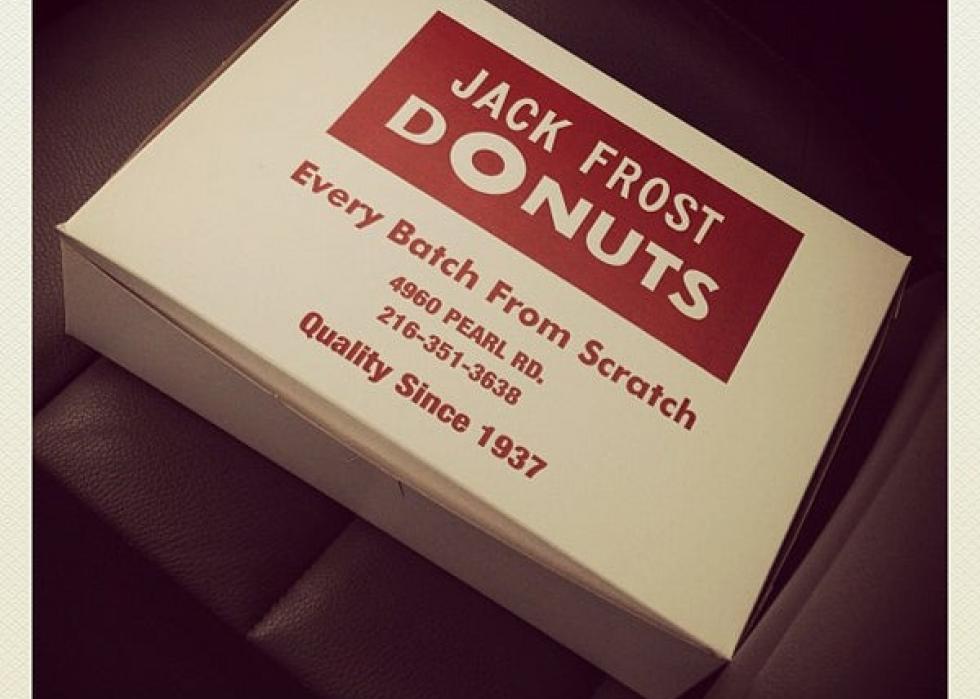 JACK FROST
DONUTS
Every Batch From Scratch
4960 PEARL RD.
216-351-3638
Quality Since 1937